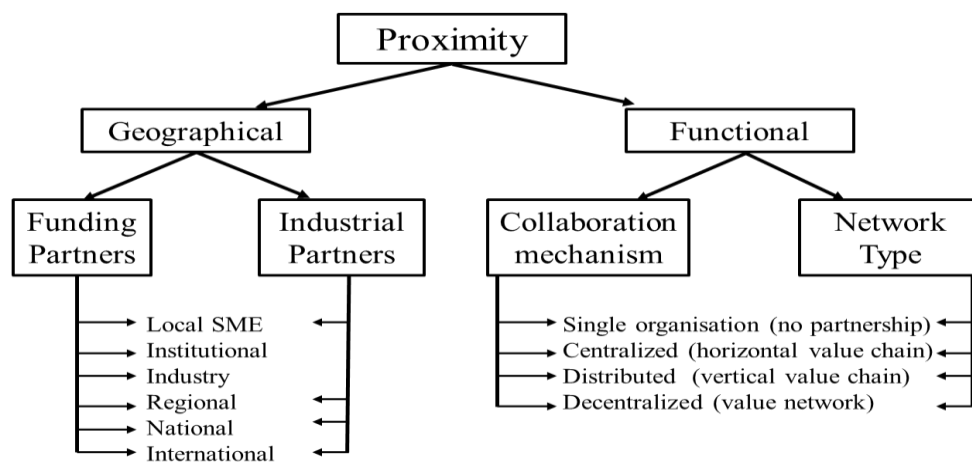 Proximity
Geographical
Functional
Funding
Partners
Industrial
Partners
Collaboration
mechanism
Network
Type
Local SME
Institutional
Industry
Regional
National
International
Single organisation (no partnership)
Centralized (horizontal value chain)
Distributed (vertical value chain)
Decentralized (value network)